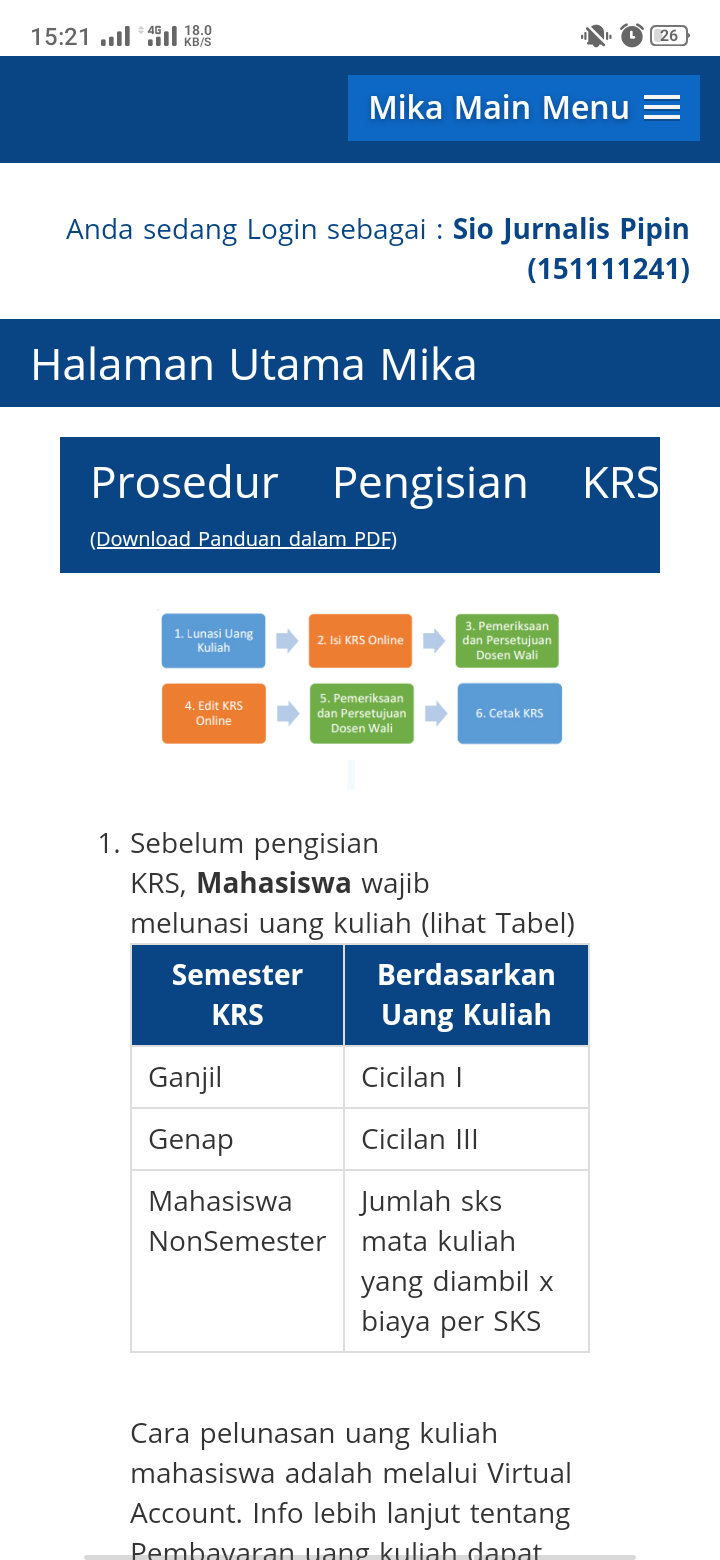 15:21 4G 18.0 KB/S 26
Mika Main Menu
Anda sedang Login sebagai : Sio Jurnalis Pipin
(151111241)
Halaman Utama Mika
Prosedur Pengisian KRS
(Download Panduan dalam PDF)
1. Lunasi Uang
Kuliah
2. Isi KRS Online
3. Pemeriksaan
dan Persetujuan
Dosen Wali
4. Edit KRS
Online
5. Pemeriksaan
dan Persetujuan
Dosen Wali
6. Cetak KRS
1. Sebelum pengisian
KRS, Mahasiswa wajib
melunasi uang kuliah (lihat Tabel)
Semester
KRS
Berdasarkan
Uang Kuliah
Ganjil
Cicilan I
Genap
Cicilan III
Mahasiswa
NonSemester
Jumlah sks
mata kuliah
yang diambil x
biaya per SKS
Cara pelunasan uang kuliah
mahasiswa adalah melalui Virtual
Account. Info lebih lanjut tentang
Pembayaran uang kuliah dapat